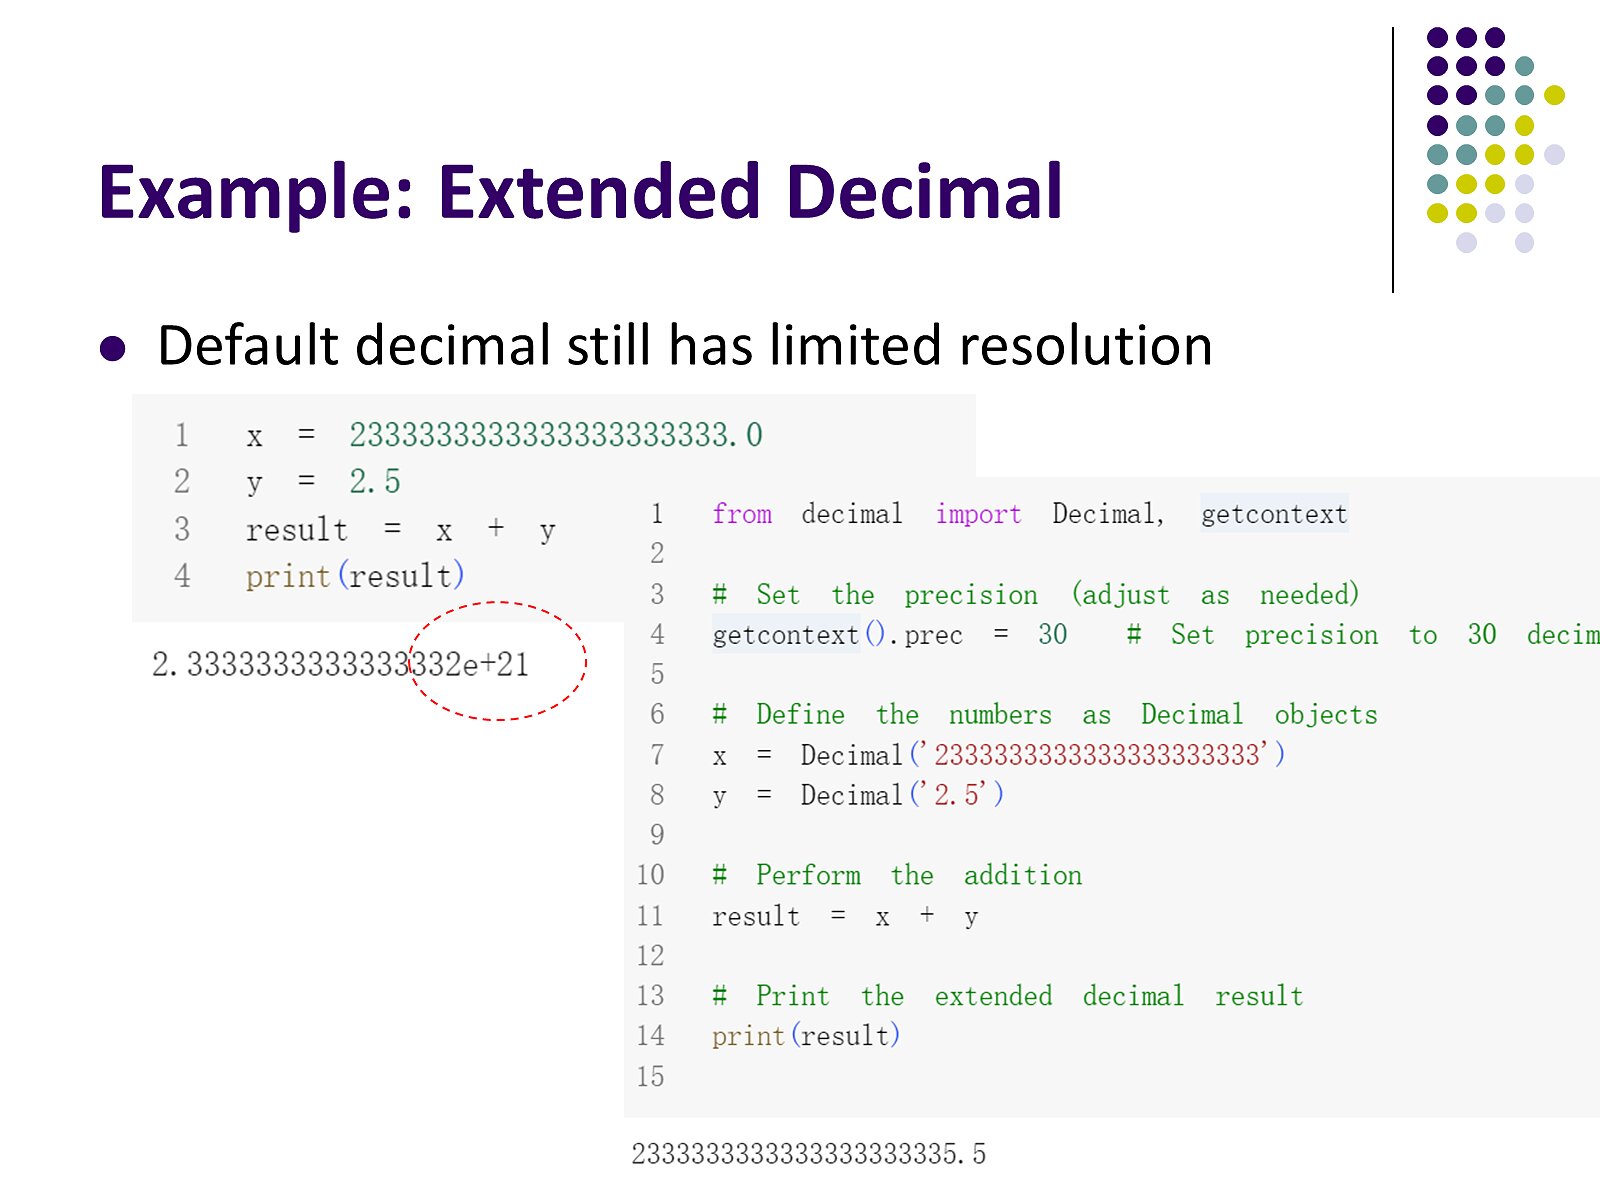 Example: Extended Decimal
Default decimal still has limited resolution
1 x = 2333333333333333333333.0
2 y = 2.5
3 result = x + y
4 print(result)
2.3333333333333332e+21
1 from decimal import Decimal, getcontext
2
3 # Set the precision (adjust as needed)
4 getcontext().prec = 30 # Set precision to 30 decim
5
6 # Define the numbers as Decimal objects
7 x = Decimal('2333333333333333333333')
8 y = Decimal('2.5')
9
10 # Perform the addition
11 result = x + y
12
13 # Print the extended decimal result
14 print(result)
15
2333333333333333333335.5